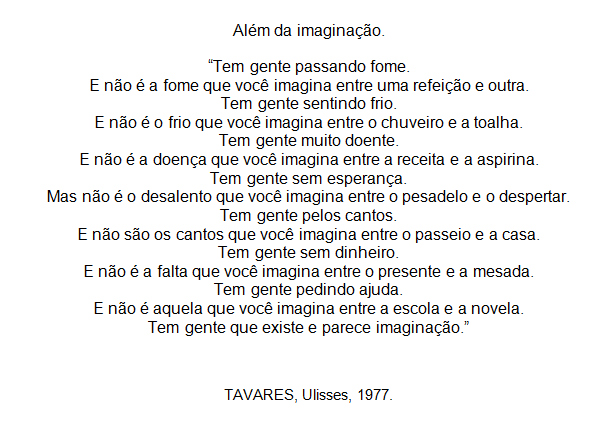 Além da imaginação.
“Tem gente passando fome.
E não é a fome que você imagina entre uma refeição e outra.
Tem gente sentindo frio.
E não é o frio que você imagina entre o chuveiro e a toalha.
Tem gente muito doente.
E não é a doença que você imagina entre a receita e a aspirina.
Tem gente sem esperança.
Mas não é o desalento que você imagina entre o pesadelo e o despertar.
Tem gente pelos cantos.
E não são os cantos que você imagina entre o passeio e a casa.
Tem gente sem dinheiro.
E não é a falta que você imagina entre o presente e a mesada.
Tem gente pedindo ajuda.
E não é aquela que você imagina entre a escola e a novela.
Tem gente que existe e parece imaginação.”
TAVARES, Ulisses, 1977.